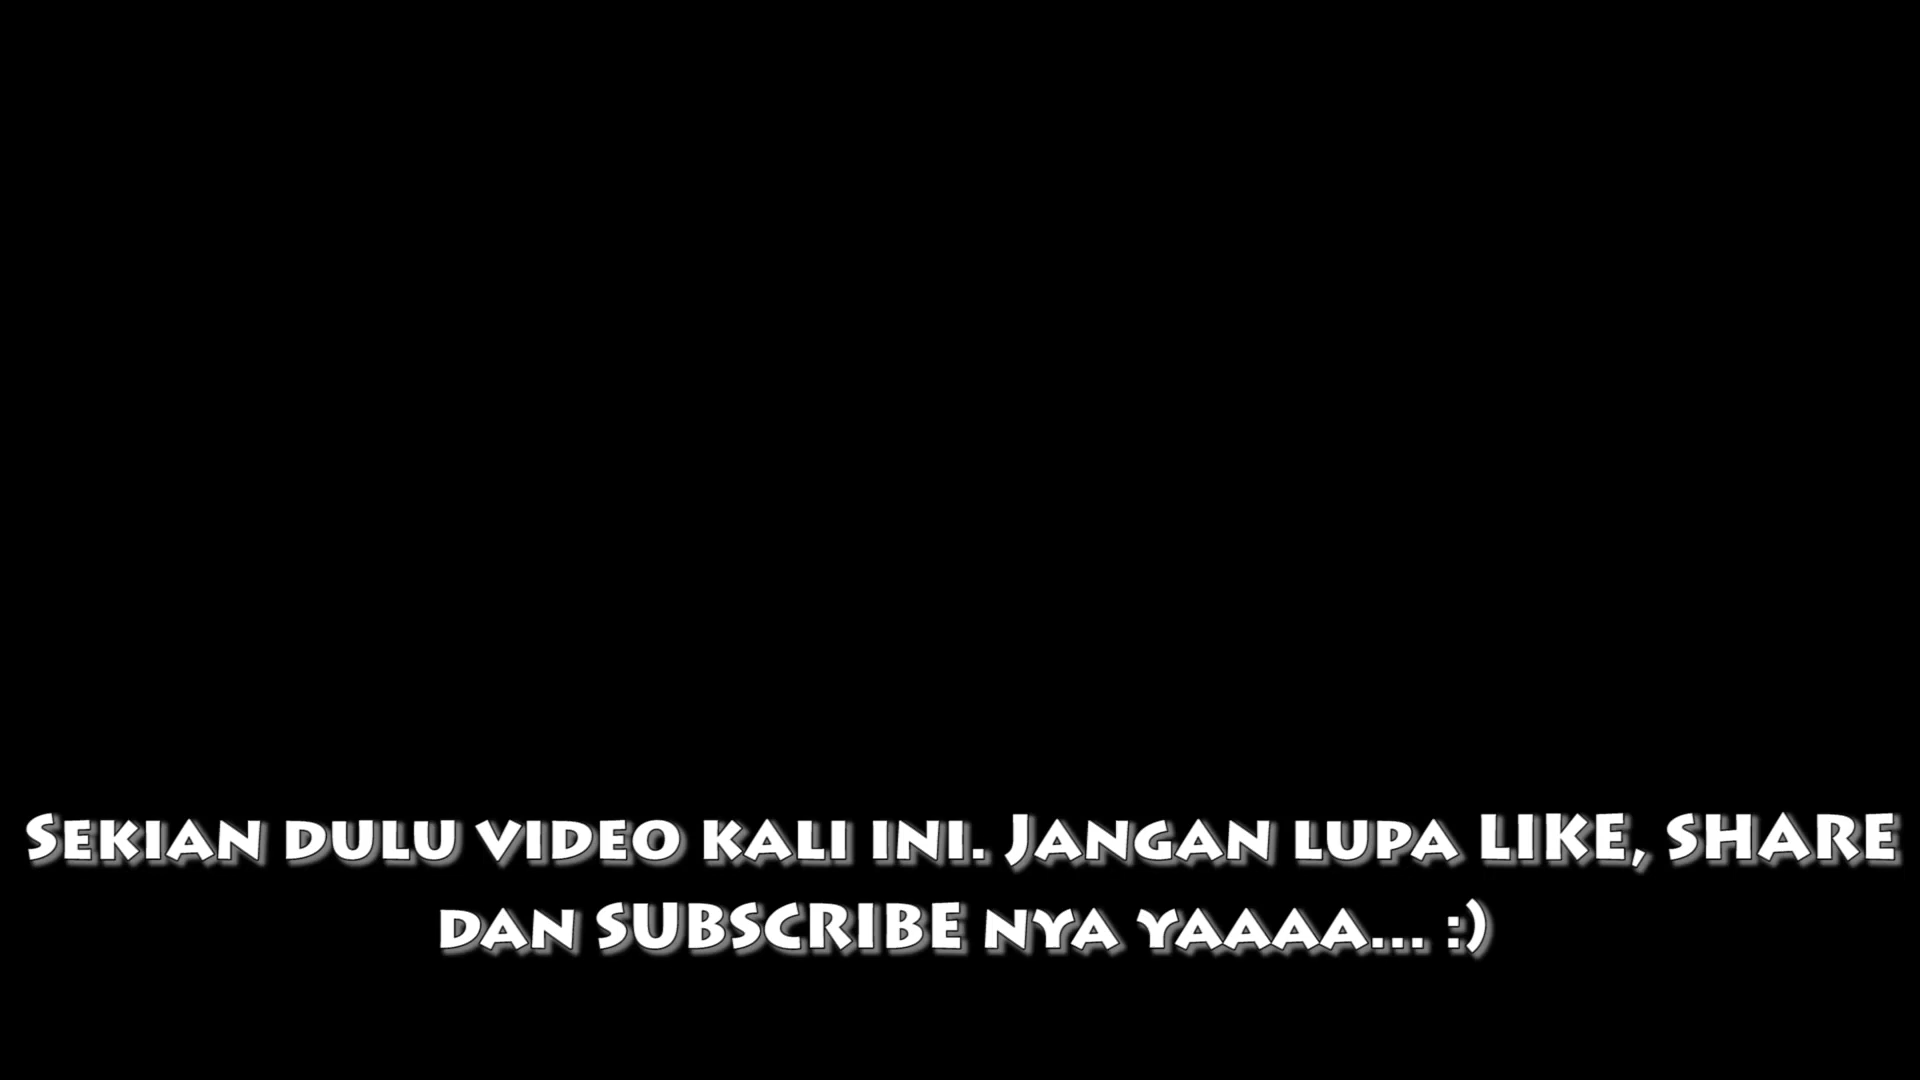 Sekian dulu video kali ini. Jangan lupa LIKE, SHARE
dan SUBSCRIBE nya yaaaa... :)